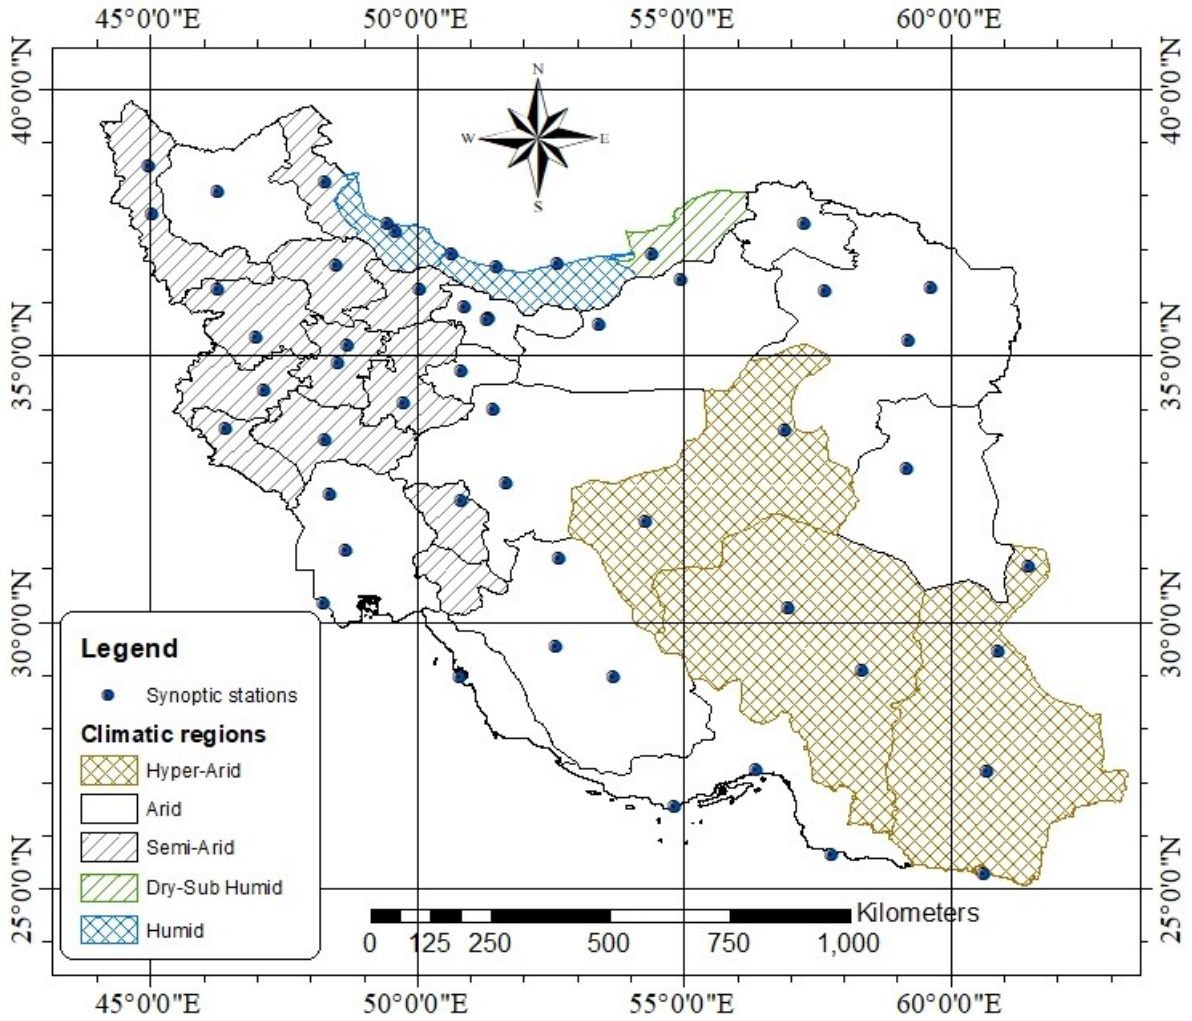 45°0'0"E 50°0'0"E 55°0'0"E 60°0'0"E
40°0'0"N 40°0'0"N
N
W E
S
35°0'0"N 35°0'0"N
30°0'0"N 30°0'0"N
Legend
Synoptic stations
Climatic regions
Hyper-Arid
Arid
Semi-Arid
Dry-Sub Humid
Humid
25°0'0"N 25°0'0"N
Kilometers
0 125 250 500 750 1,000
45°0'0"E 50°0'0"E 55°0'0"E 60°0'0"E